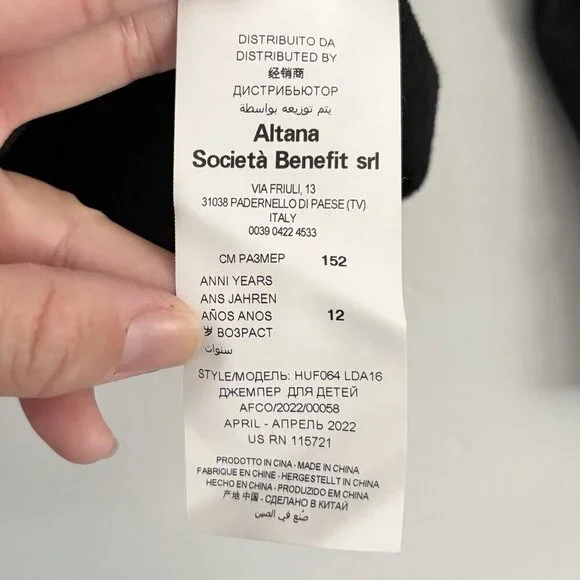 DISTRIBUITO DA
DISTRIBUTED BY
经销商
ДИСТРИБЬЮТОР
يتم توزيعه بواسطة
Altana
Società Benefit srl
VIA FRIULI, 13
31038 PADERNELLO DI PAESE (TV)
ITALY
0039 0422 4533
СМ РАЗМЕР 152
ANNI YEARS
ANS JAHREN
AÑOS ANOS 12
岁 ВОЗРАСТ
سنوات
STYLE/МОДЕЛЬ: HUF064 LDA16
ДЖЕМПЕР ДЛЯ ДЕТЕЙ
AFCO/2022/00058
APRIL - АПРЕЛЬ 2022
US RN 115721
PRODOTTO IN CINA - MADE IN CHINA
FABRIQUE EN CHINE - HERGESTELLT IN CHINA
HECHO EN CHINA - PRODUZIDO EM CHINA
产地 中国 - СДЕЛАНО В КИТАЙ
صُنع في الصين